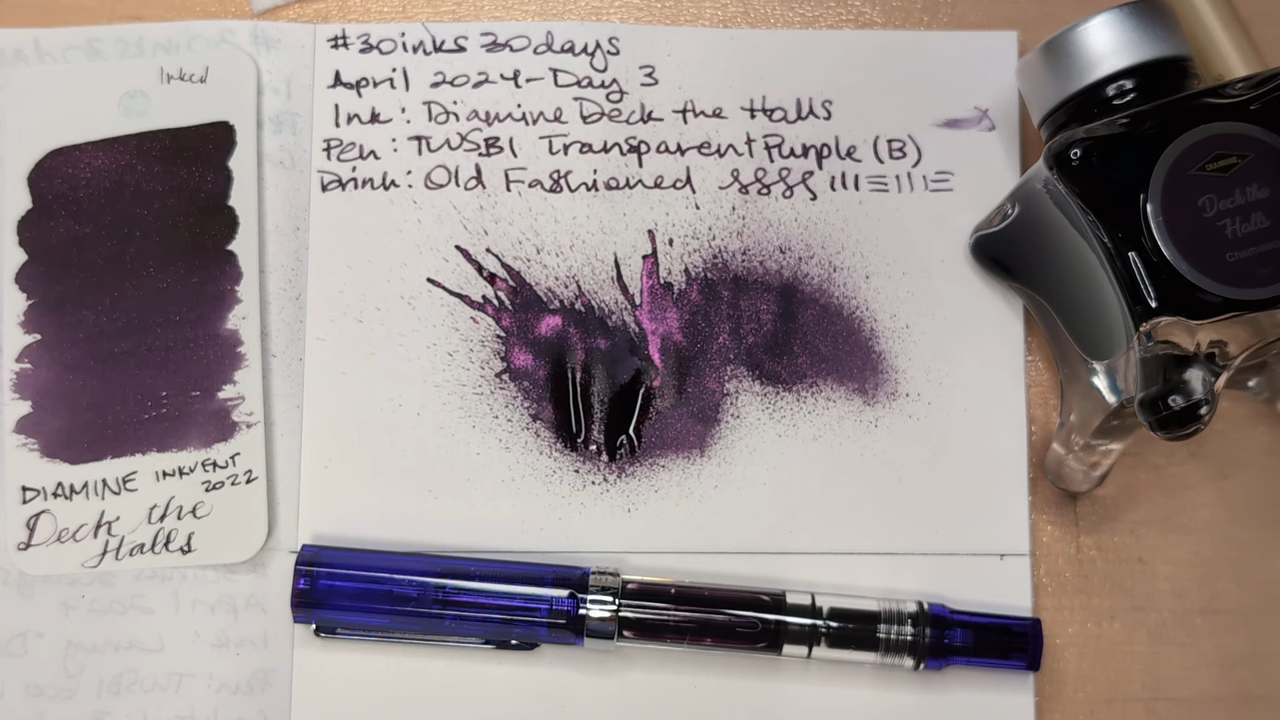 Inked
DIAMINE INKVENT
2022
Deck the
Halls
#30inks30days
April 2024-Day 3
Ink: Diamine Deck the Halls
Pen: TWSBI Transparent Purple (B)
Drink: Old Fashioned
DIAMINE
Deck the
Halls